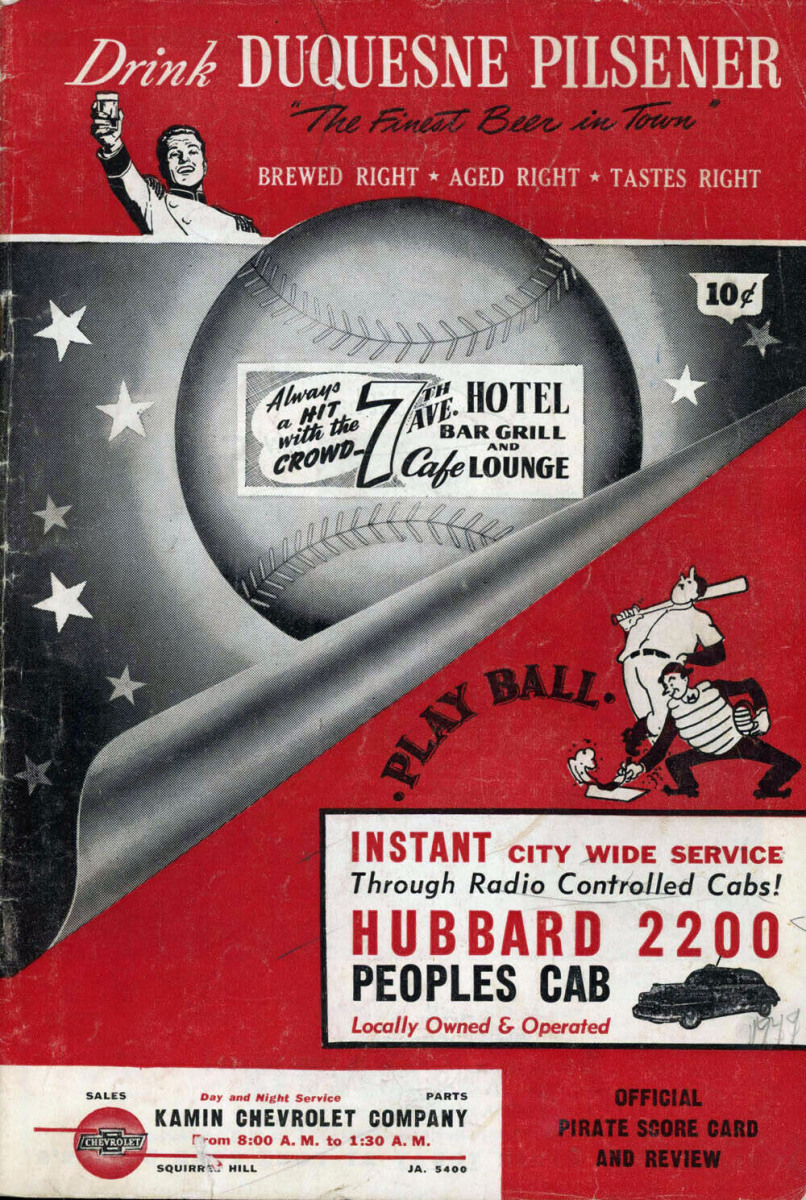 Drink DUQUESNE PILSENER
"The Finest Beer in Town"
BREWED RIGHT ★ AGED RIGHT ★ TASTES RIGHT
10¢
Always
a HIT
with the
CROWD-
7TH AVE. HOTEL
BAR GRILL
AND
Cafe LOUNGE
• PLAY BALL •
INSTANT CITY WIDE SERVICE
Through Radio Controlled Cabs!
HUBBARD 2200
PEOPLES CAB
Locally Owned & Operated
1949
SALES
Day and Night Service
PARTS
CHEVROLET
KAMIN CHEVROLET COMPANY
From 8:00 A. M. to 1:30 A. M.
SQUIRREL HILL
JA. 5400
OFFICIAL
PIRATE SCORE CARD
AND REVIEW